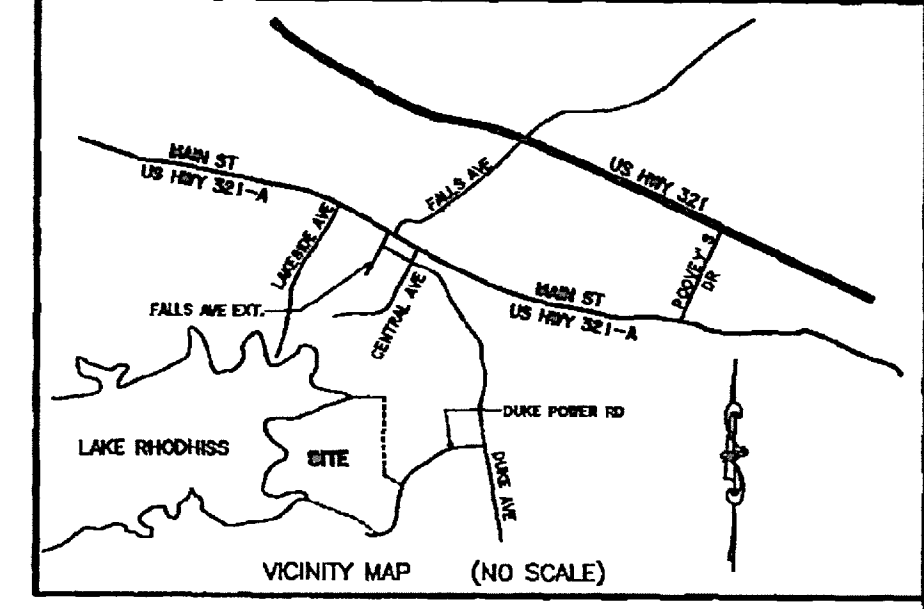 MAIN ST
US HWY 321-A
FALLS AVE
US HWY 321
LAKESIDE AVE
POOVEY'S
DR
FALLS AVE EXT.
CENTRAL AVE
MAIN ST
US HWY 321-A
DUKE POWER RD
LAKE RHODHISS
SITE
DUKE AVE
VICINITY MAP (NO SCALE)